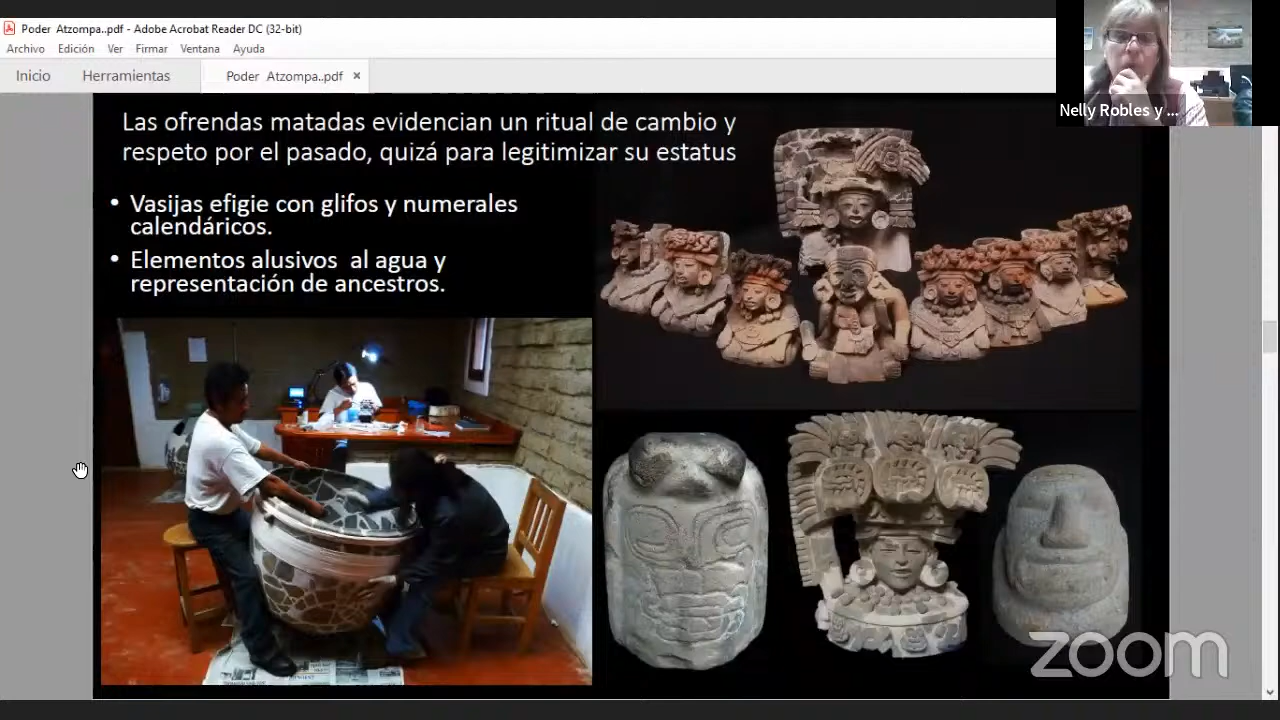 Poder Atzompa..pdf - Adobe Acrobat Reader DC (32-bit)
Archivo Edición Ver Firmar Ventana Ayuda
Inicio Herramientas Poder Atzompa..pdf ×
Nelly Robles y ...
Las ofrendas matadas evidencian un ritual de cambio y
respeto por el pasado, quizá para legitimizar su estatus
• Vasijas efigie con glifos y numerales
calendáricos.
• Elementos alusivos al agua y
representación de ancestros.
zoom